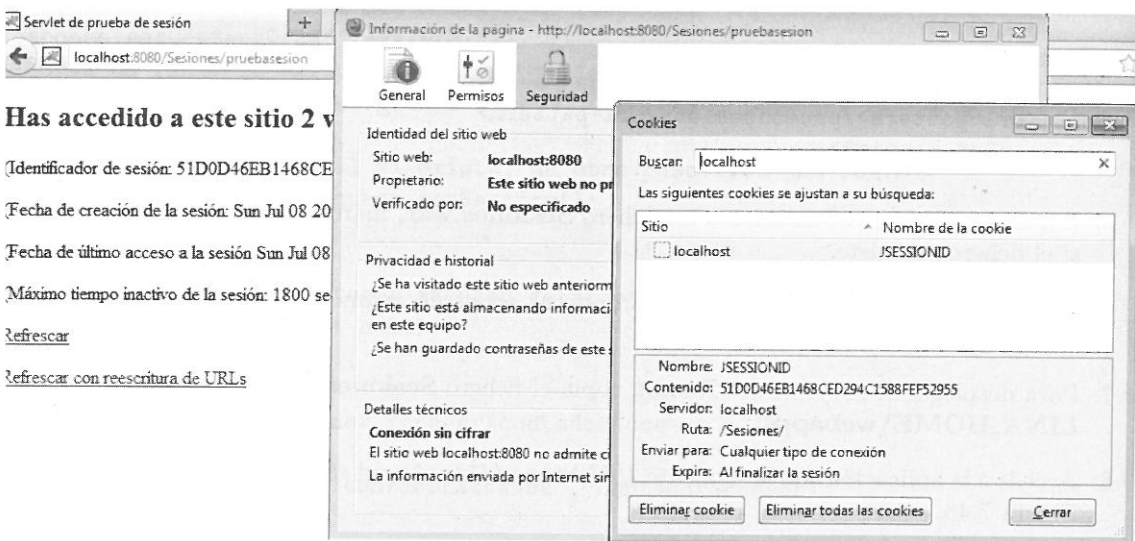 Servlet de prueba de sesión
localhost:8080/Sesiones/pruebasesion
Has accedido a este sitio 2 v
Identificador de sesión: 51D0D46EB1468CE
Fecha de creación de la sesión: Sun Jul 08 20
Fecha de último acceso a la sesión Sun Jul 08
Máximo tiempo inactivo de la sesión: 1800 se
Refrescar
Refrescar con reescritura de URLs
Información de la página - http://localhost:8080/Sesiones/pruebasesion
General Permisos Seguridad
Identidad del sitio web
Sitio web: localhost:8080
Propietario: Este sitio web no pr
Verificado por: No especificado
Privacidad e historial
¿Se ha visitado este sitio web anteriorm
¿Este sitio está almacenando informaci
en este equipo?
¿Se han guardado contraseñas de este s
Detalles técnicos
Conexión sin cifrar
El sitio web localhost:8080 no admite ci
La información enviada por Internet sin
Cookies
Buscar: localhost
Las siguientes cookies se ajustan a su búsqueda:
Sitio Nombre de la cookie
localhost JSESSIONID
Nombre: JSESSIONID
Contenido: 51D0D46EB1468CED294C1588FEF52955
Servidor: localhost
Ruta: /Sesiones/
Enviar para: Cualquier tipo de conexión
Expira: Al finalizar la sesión
Eliminar cookie Eliminar todas las cookies Cerrar